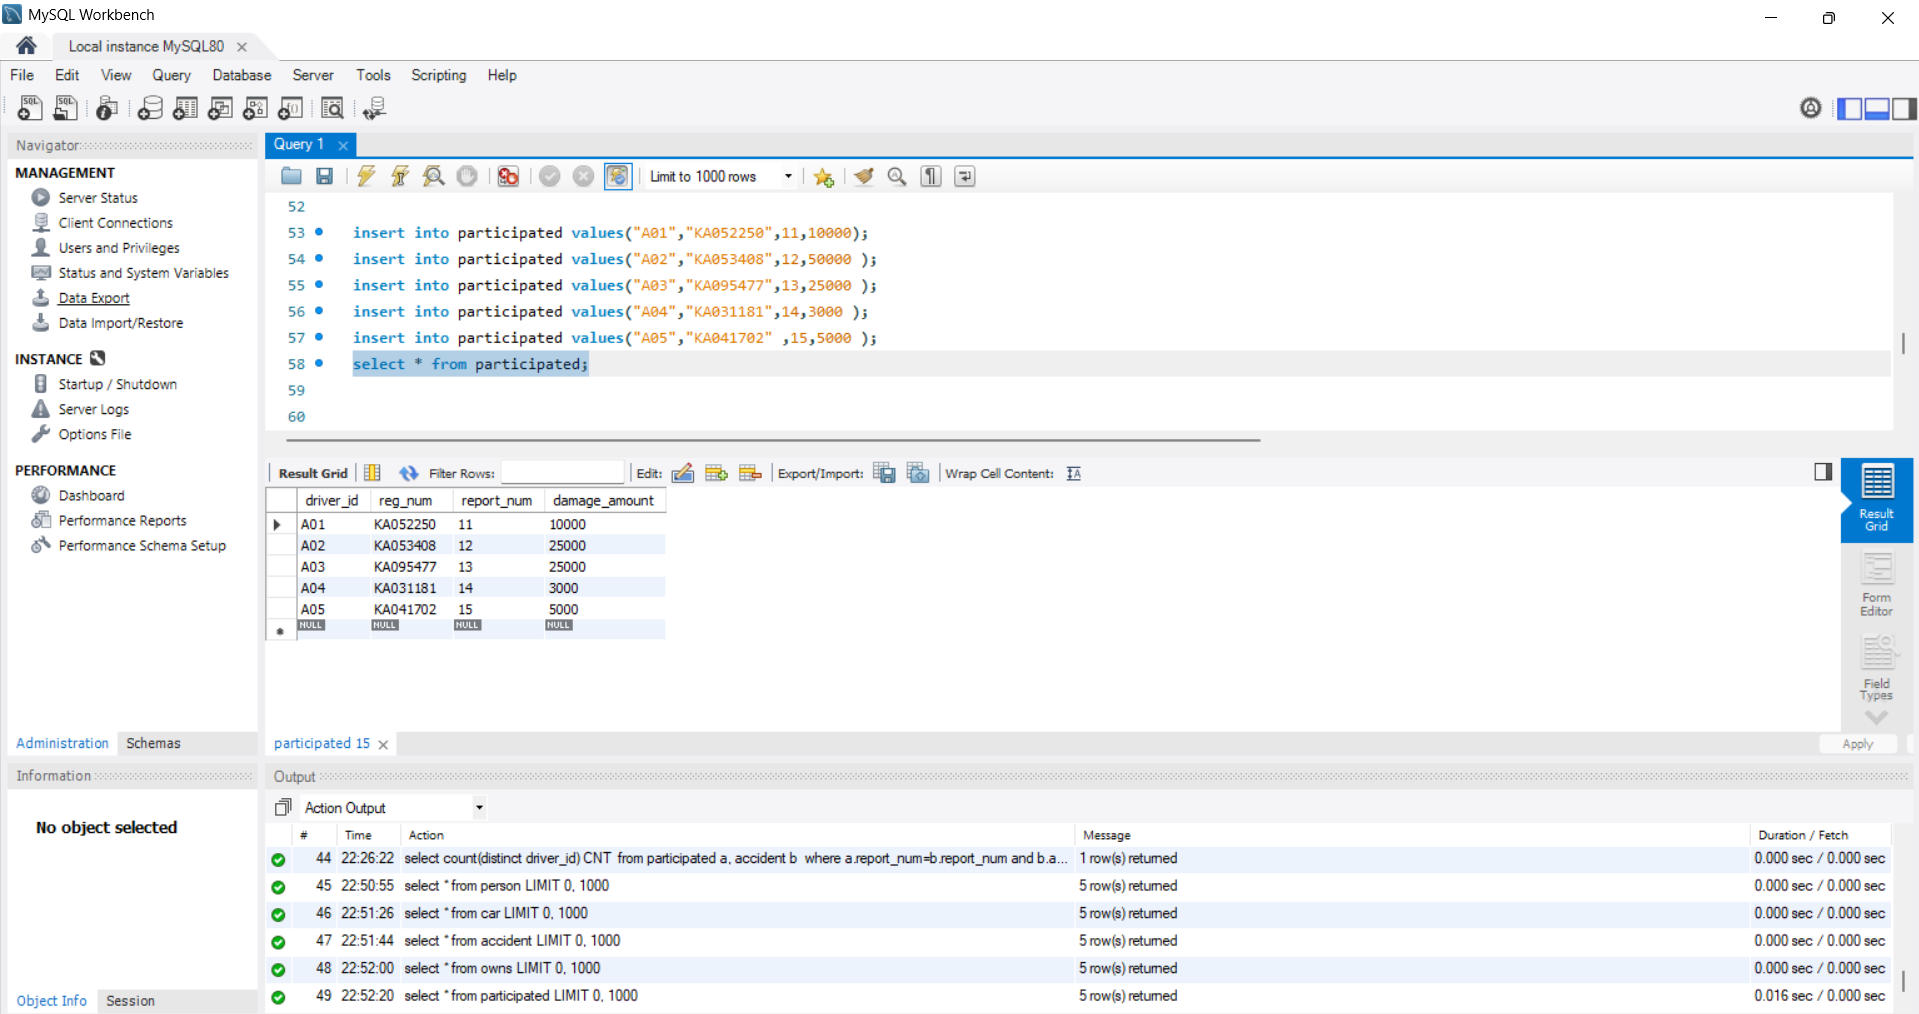 MySQL Workbench
Local instance MySQL80
File Edit View Query Database Server Tools Scripting Help
Navigator
MANAGEMENT
Server Status
Client Connections
Users and Privileges
Status and System Variables
Data Export
Data Import/Restore
INSTANCE
Startup / Shutdown
Server Logs
Options File
PERFORMANCE
Dashboard
Performance Reports
Performance Schema Setup
Administration Schemas
Information
No object selected
Object Info Session
Query 1
Limit to 1000 rows
52
53 insert into participated values("A01","KA052250",11,10000);
54 insert into participated values("A02","KA053408",12,50000 );
55 insert into participated values("A03","KA095477",13,25000 );
56 insert into participated values("A04","KA031181",14,3000 );
57 insert into participated values("A05","KA041702" ,15,5000 );
58 select * from participated;
59
60
Result Grid Filter Rows: Edit: Export/Import: Wrap Cell Content:
driver_id reg_num report_num damage_amount
A01 KA052250 11 10000
A02 KA053408 12 25000
A03 KA095477 13 25000
A04 KA031181 14 3000
A05 KA041702 15 5000
NULL NULL NULL NULL
Result
Grid
Form
Editor
Field
Types
participated 15
Apply
Output
Action Output
# Time Action Message Duration / Fetch
44 22:26:22 select count(distinct driver_id) CNT from participated a, accident b where a.report_num=b.report_num and b.a... 1 row(s) returned 0.000 sec / 0.000 sec
45 22:50:55 select * from person LIMIT 0, 1000 5 row(s) returned 0.000 sec / 0.000 sec
46 22:51:26 select * from car LIMIT 0, 1000 5 row(s) returned 0.000 sec / 0.000 sec
47 22:51:44 select * from accident LIMIT 0, 1000 5 row(s) returned 0.000 sec / 0.000 sec
48 22:52:00 select * from owns LIMIT 0, 1000 5 row(s) returned 0.000 sec / 0.000 sec
49 22:52:20 select * from participated LIMIT 0, 1000 5 row(s) returned 0.016 sec / 0.000 sec